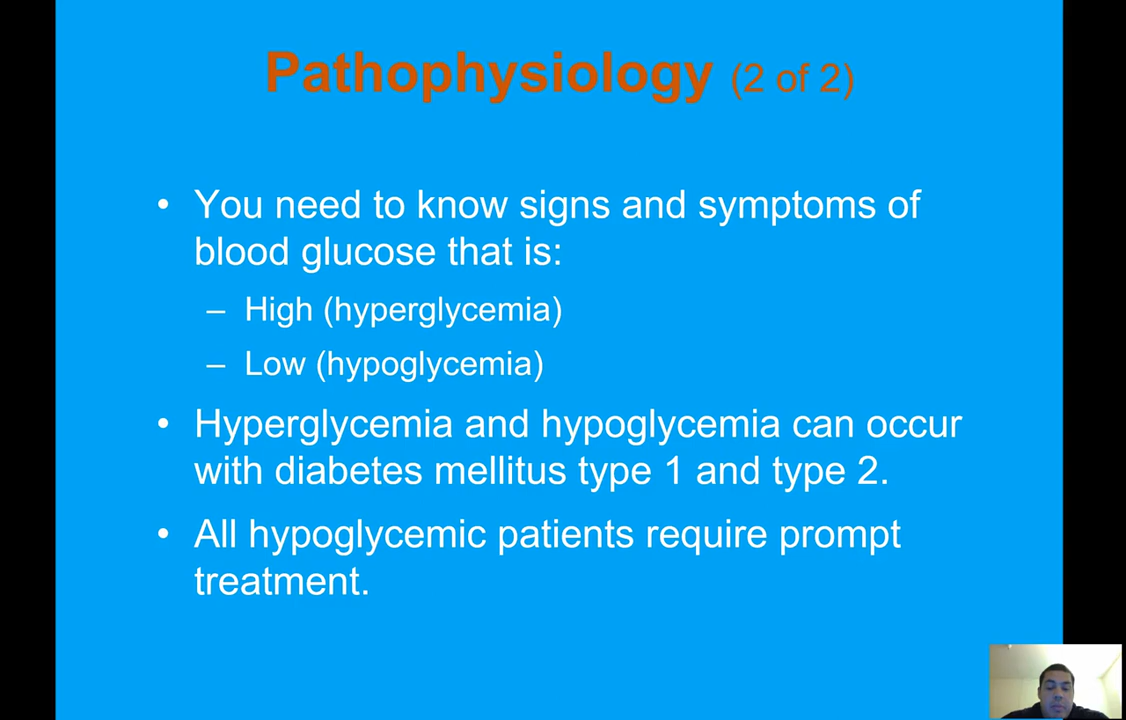 Pathophysiology (2 of 2)
• You need to know signs and symptoms of
blood glucose that is:
– High (hyperglycemia)
– Low (hypoglycemia)
• Hyperglycemia and hypoglycemia can occur
with diabetes mellitus type 1 and type 2.
• All hypoglycemic patients require prompt
treatment.